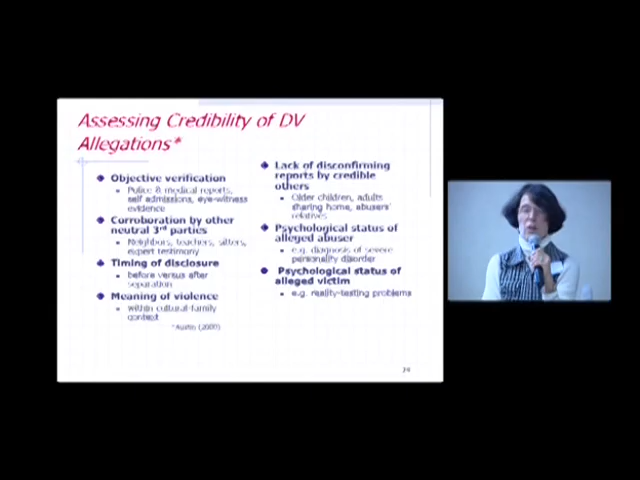 Assessing Credibility of DV
Allegations*
Objective verification
Police & medical reports,
self admissions, eye-witness
evidence
Corroboration by other
neutral 3rd parties
Neighbors, teachers, sitters,
expert testimony
Timing of disclosure
before versus after
separation
Meaning of violence
within cultural-family
context
*Austin (2000)
Lack of disconfirming
reports by credible
others
Older children, adults
sharing home, abusers'
relatives
Psychological status of
alleged abuser
e.g. diagnosis of severe
personality disorder
Psychological status of
alleged victim
e.g. reality-testing problems